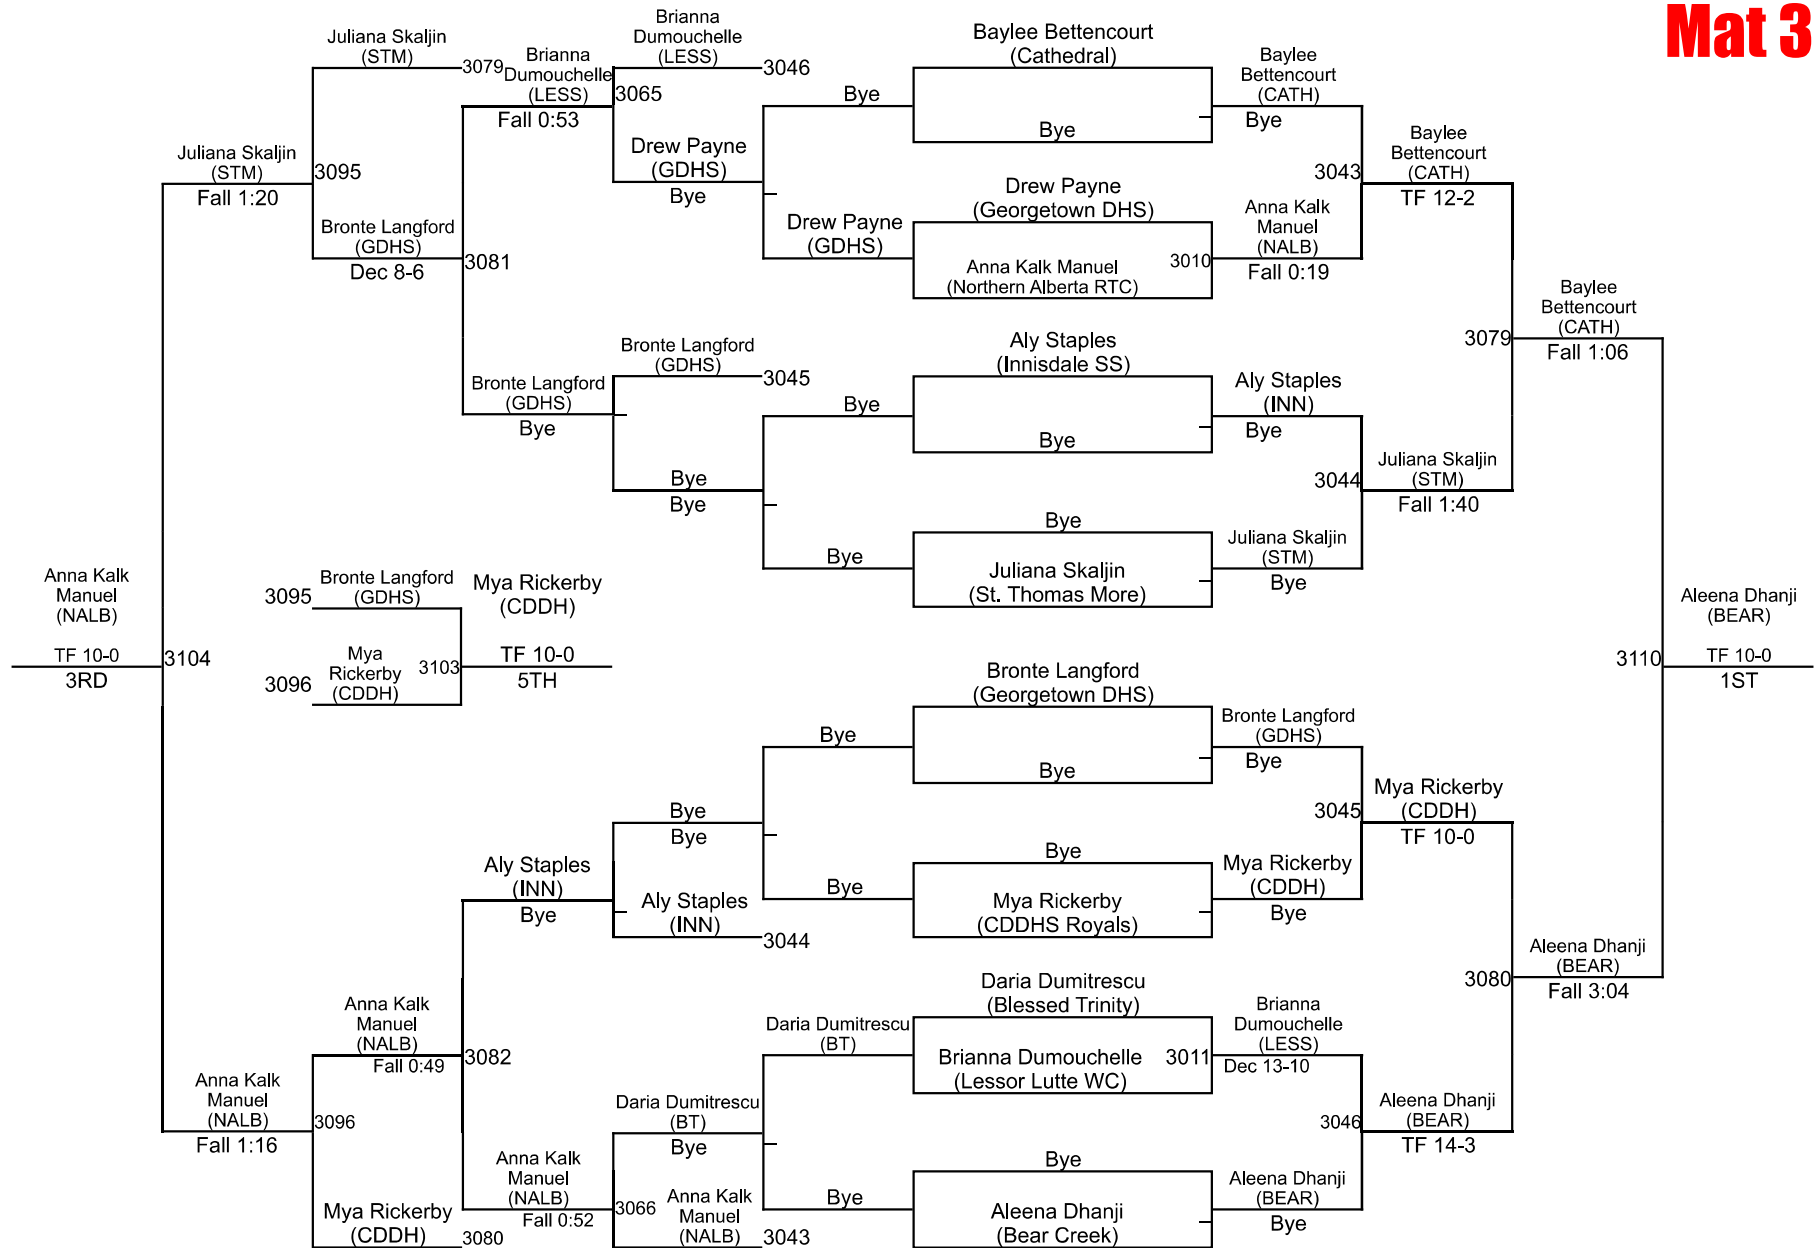 Mat 3
Juliana Skaljin
(STM)
3079
Brianna
Dumouchelle
(LESS)
Fall 0:53
Brianna
Dumouchelle
(LESS)
3046
3065
Drew Payne
(GDHS)
Bye
Bye
Drew Payne
(GDHS)
Baylee Bettencourt
(Cathedral)
Bye
Baylee
Bettencourt
(CATH)
Bye
Drew Payne
(Georgetown DHS)
Anna Kalk Manuel
(Northern Alberta RTC)
3010
Anna Kalk
Manuel
(NALB)
Fall 0:19
3043
Baylee
Bettencourt
(CATH)
TF 12-2
Juliana Skaljin
(STM)
Fall 1:20
3095
Bronte Langford
(GDHS)
Dec 8-6
3081
Bronte Langford
(GDHS)
Bye
Bronte Langford
(GDHS)
3045
Bye
Bye
Bye
Bye
Aly Staples
(Innisdale SS)
Bye
Aly Staples
(INN)
Bye
Bye
Juliana Skaljin
(St. Thomas More)
Juliana Skaljin
(STM)
Bye
3044
Juliana Skaljin
(STM)
Fall 1:40
3079
Baylee
Bettencourt
(CATH)
Fall 1:06
Anna Kalk
Manuel
(NALB)
TF 10-0
3RD
3104
3095
Bronte Langford
(GDHS)
3096
Mya
Rickerby
(CDDH)
3103
Mya Rickerby
(CDDH)
TF 10-0
5TH
3110
Aleena Dhanji
(BEAR)
TF 10-0
1ST
Bye
Bronte Langford
(Georgetown DHS)
Bye
Bronte Langford
(GDHS)
Bye
Bye
Bye
Bye
Bye
Mya Rickerby
(CDDHS Royals)
Mya Rickerby
(CDDH)
Bye
3045
Mya Rickerby
(CDDH)
TF 10-0
Aly Staples
(INN)
Bye
Aly Staples
(INN)
3044
3080
Aleena Dhanji
(BEAR)
Fall 3:04
Anna Kalk
Manuel
(NALB)
Fall 0:49
3082
Daria Dumitrescu
(BT)
Daria Dumitrescu
(Blessed Trinity)
Brianna Dumouchelle
(Lessor Lutte WC)
3011
Brianna
Dumouchelle
(LESS)
Dec 13-10
Anna Kalk
Manuel
(NALB)
Fall 1:16
3096
Daria Dumitrescu
(BT)
Bye
3046
Aleena Dhanji
(BEAR)
TF 14-3
Mya Rickerby
(CDDH)
3080
Anna Kalk
Manuel
(NALB)
Fall 0:52
3066
Anna Kalk
Manuel
(NALB)
3043
Bye
Bye
Aleena Dhanji
(Bear Creek)
Aleena Dhanji
(BEAR)
Bye